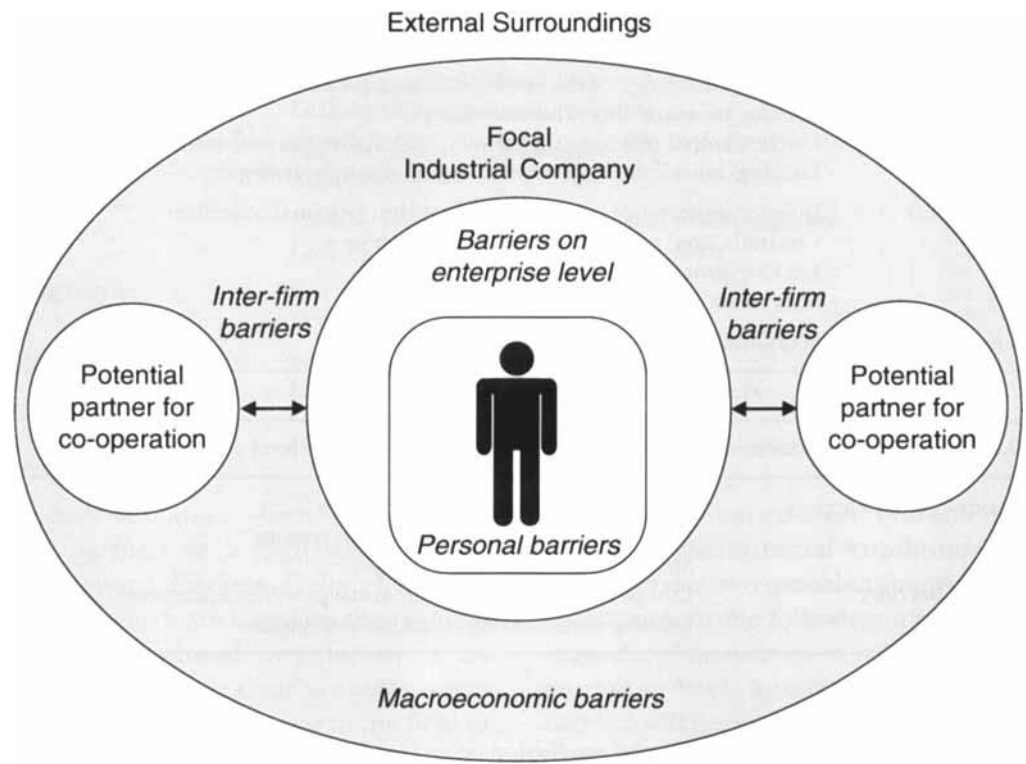 External Surroundings
Focal
Industrial Company
Barriers on
enterprise level
Inter-firm
barriers
Inter-firm
barriers
Potential
partner for
co-operation
Potential
partner for
co-operation
Personal barriers
Macroeconomic barriers